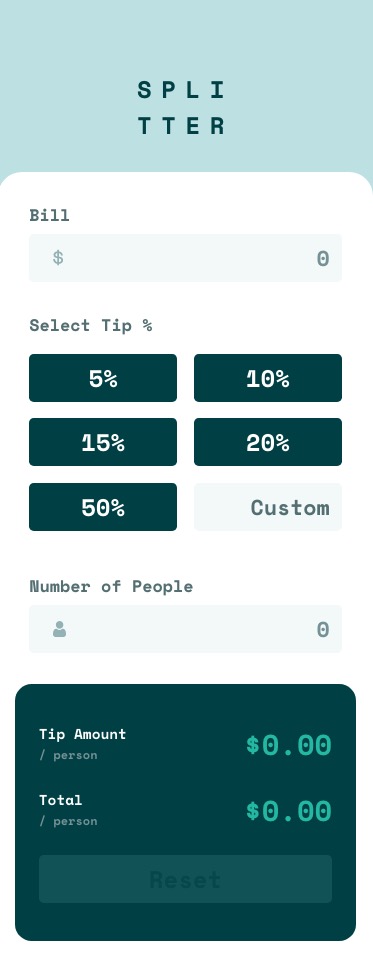 SPLI
TTER
Bill
$ 0
Select Tip %
5% 10%
15% 20%
50% Custom
Number of People
0
Tip Amount
/ person
$0.00
Total
/ person
$0.00
Reset